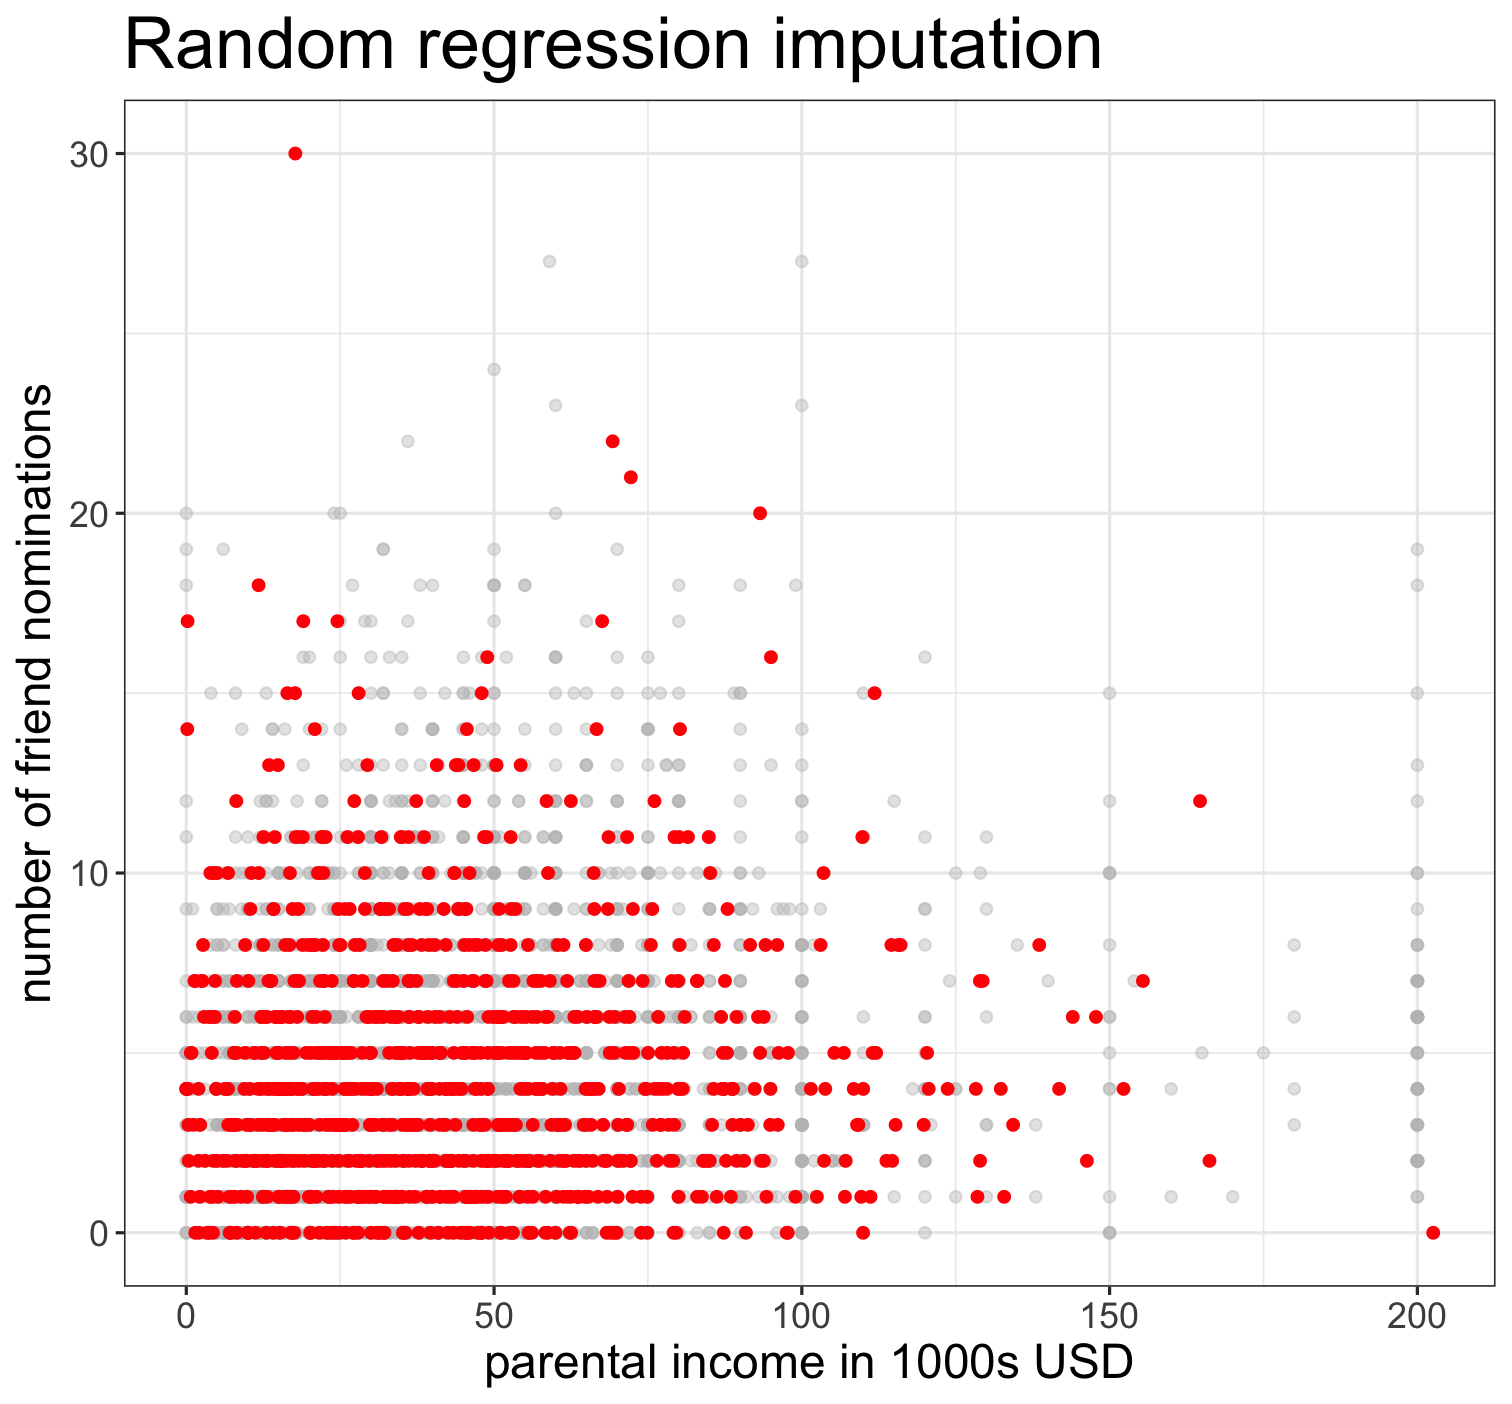 Random regression imputation
number of friend nominations
30
20
10
0
0 50 100 150 200
parental income in 1000s USD